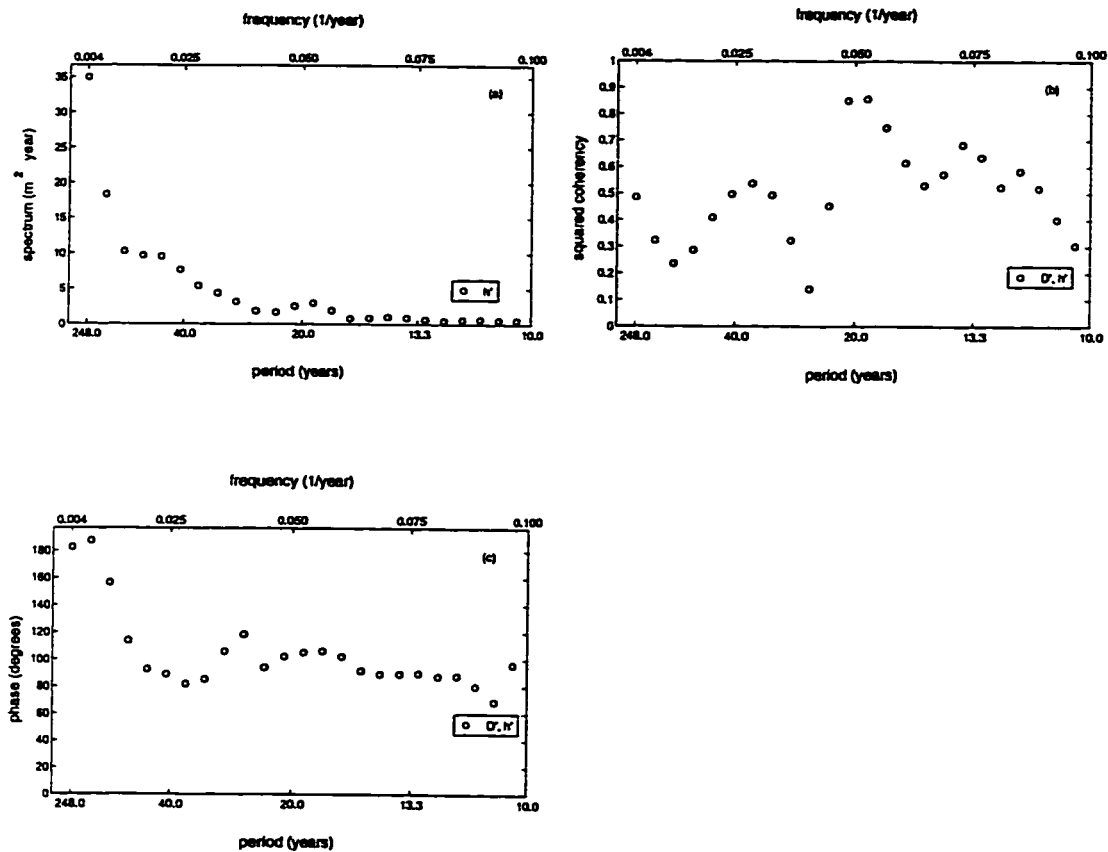 frequency (1/year)
0.004 0.025 0.050 0.075 0.100
(a)
35
30
25
20
15
10
5
0
spectrum (m² year)
h'
248.0 40.0 20.0 13.3 10.0
period (years)
frequency (1/year)
0.004 0.025 0.050 0.075 0.100
(b)
1
0.9
0.8
0.7
0.6
0.5
0.4
0.3
0.2
0.1
0
squared coherency
D', h'
248.0 40.0 20.0 13.3 10.0
period (years)
frequency (1/year)
0.004 0.025 0.050 0.075 0.100
(c)
180
160
140
120
100
80
60
40
20
0
phase (degrees)
D', h'
248.0 40.0 20.0 13.3 10.0
period (years)